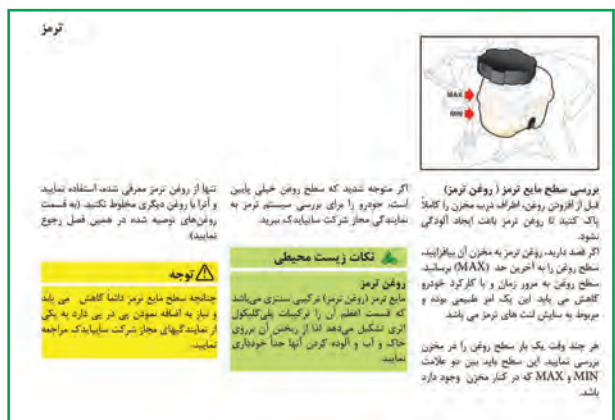 ترمز
MAX
MIN
بررسی سطح مایع ترمز ( روغن ترمز)
قبل از افزودن روغن، اطراف درب مخزن را کاملاً
پاک کنید تا روغن ترمز باعث ایجاد آلودگی
نشود.
اگر قصد دارید، روغن ترمز به مخزن آن بیافزایید،
سطح روغن را به آخرین حد (MAX) برسانید.
سطح روغن به مرور زمان و با کارکرد خودرو
کاهش می یابد این یک امر طبیعی بوده و
مربوط به سایش لنت های ترمز می باشد
هر چند وقت یک بار سطح روغن را در مخزن
بررسی نمایید. این سطح باید بین دو علامت
MIN و MAX که در کنار مخزن وجود دارد
باشد.
اگر متوجه شدید که سطح روغن خیلی پایین
است، خودرو را برای بررسی سیستم ترمز به
نمایندگی مجاز شرکت سایپایدک ببرید.
نکات زیست محیطی
روغن ترمز
مایع ترمز (روغن ترمز) ترکیبی سنتزی می‌باشد
که قسمت اعظم آن را ترکیبات پلی‌گلیکول
اتری تشکیل می‌دهد لذا از ریختن آن برروی
خاک و آب و آلوده کردن آنها جداً خودداری
نمایید.
تنها از روغن ترمز معرفی شده، استفاده نمایید
و آنرا با روغن دیگری مخلوط نکنید (به قسمت
روغن‌های توصیه شده در همین فصل رجوع
نمایید)
توجه
چنانچه سطح مایع ترمز دائماً کاهش می یابد
و نیاز به اضافه نمودن پی در پی دارد به یکی
از نمایندگیهای مجاز شرکت سایپایدک مراجعه
نمایید.